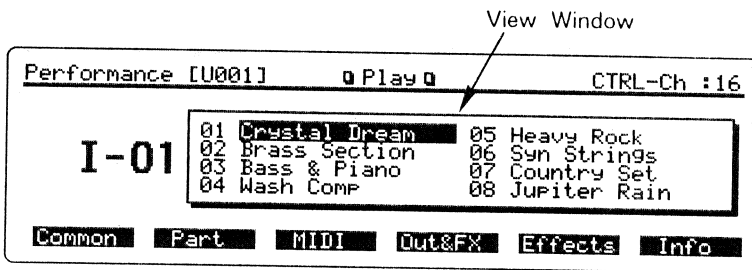 View Window
Performance [U001] Play CTRL-Ch :16
I-01
01 Crystal Dream 05 Heavy Rock
02 Brass Section 06 Syn Strings
03 Bass & Piano 07 Country Set
04 Wash Comp 08 Jupiter Rain
Common Part MIDI Out&FX Effects Info